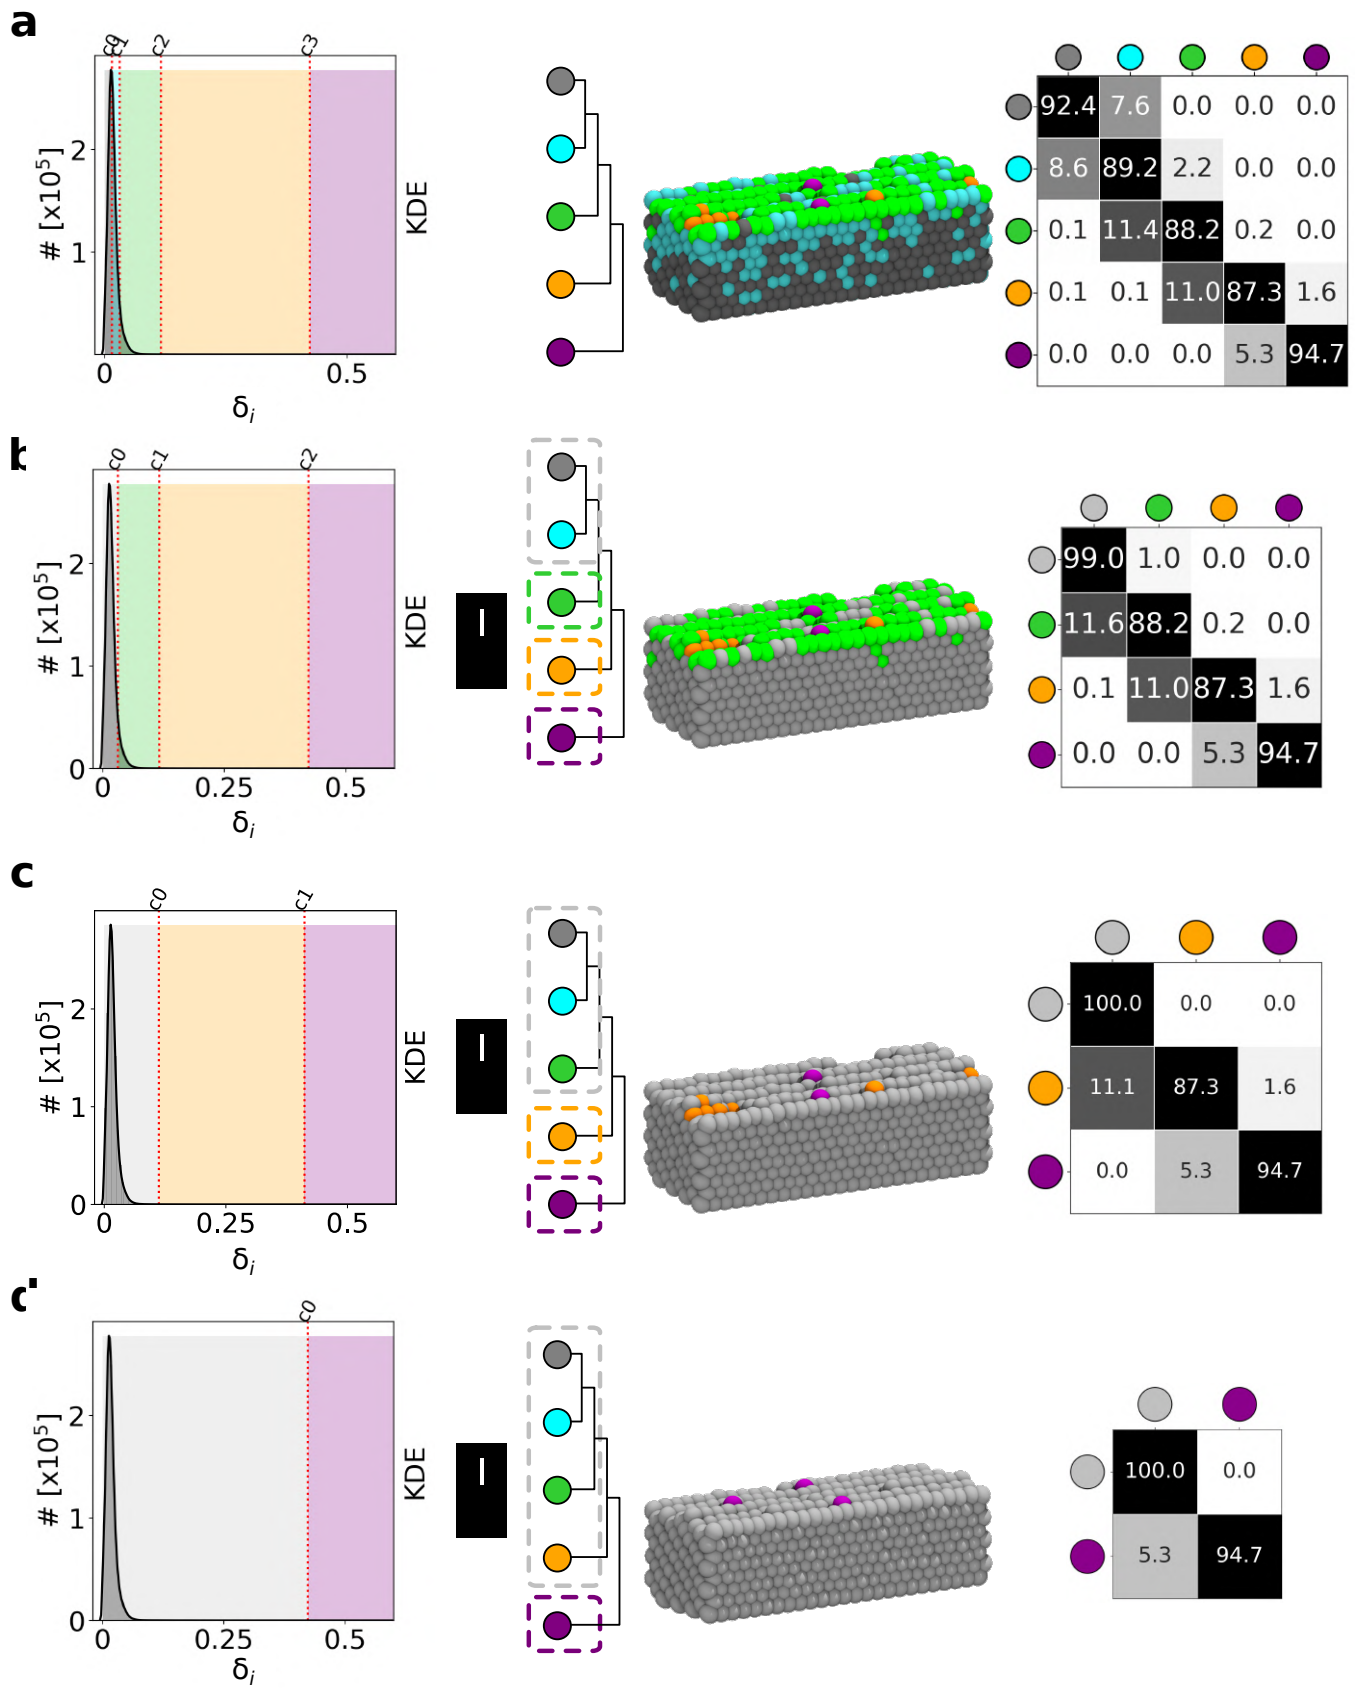 a
c0 c1 c2 c3
# [x10⁵]
2
1
0 0.5
δi
KDE
92.4 7.6 0.0 0.0 0.0
8.6 89.2 2.2 0.0 0.0
0.1 11.4 88.2 0.2 0.0
0.1 0.1 11.0 87.3 1.6
0.0 0.0 0.0 5.3 94.7
b
c0 c1 c2
# [x10⁵]
2
1
0
0 0.25 0.5
δi
KDE
99.0 1.0 0.0 0.0
11.6 88.2 0.2 0.0
0.1 11.0 87.3 1.6
0.0 0.0 5.3 94.7
c
c0 c1
# [x10⁵]
2
1
0
0 0.25 0.5
δi
KDE
100.0 0.0 0.0
11.1 87.3 1.6
0.0 5.3 94.7
d
c0
# [x10⁵]
2
1
0
0 0.25 0.5
δi
KDE
100.0 0.0
5.3 94.7